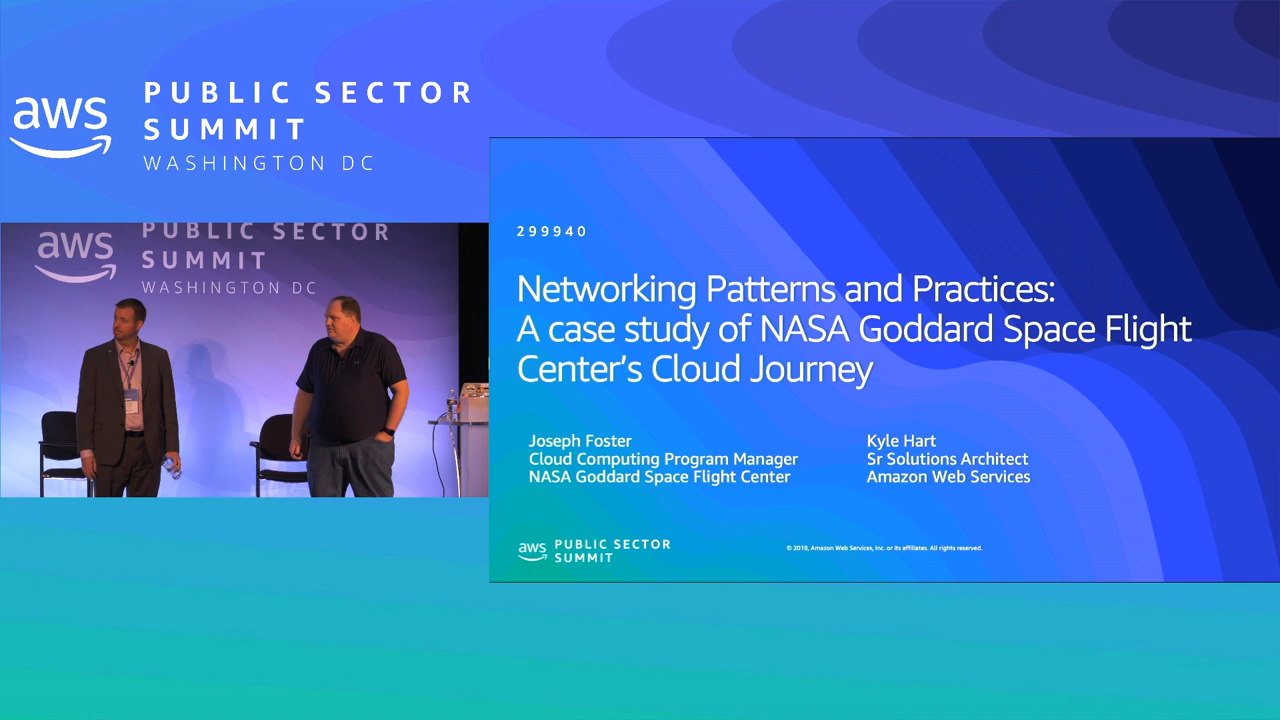 aws
PUBLIC SECTOR
SUMMIT
WASHINGTON DC
aws
PUBLIC SECTOR
SUMMIT
WASHINGTON DC
299940
Networking Patterns and Practices:
A case study of NASA Goddard Space Flight
Center's Cloud Journey
Joseph Foster
Cloud Computing Program Manager
NASA Goddard Space Flight Center
Kyle Hart
Sr Solutions Architect
Amazon Web Services
aws
PUBLIC SECTOR
SUMMIT
© 2019, Amazon Web Services, Inc. or its affiliates. All rights reserved.